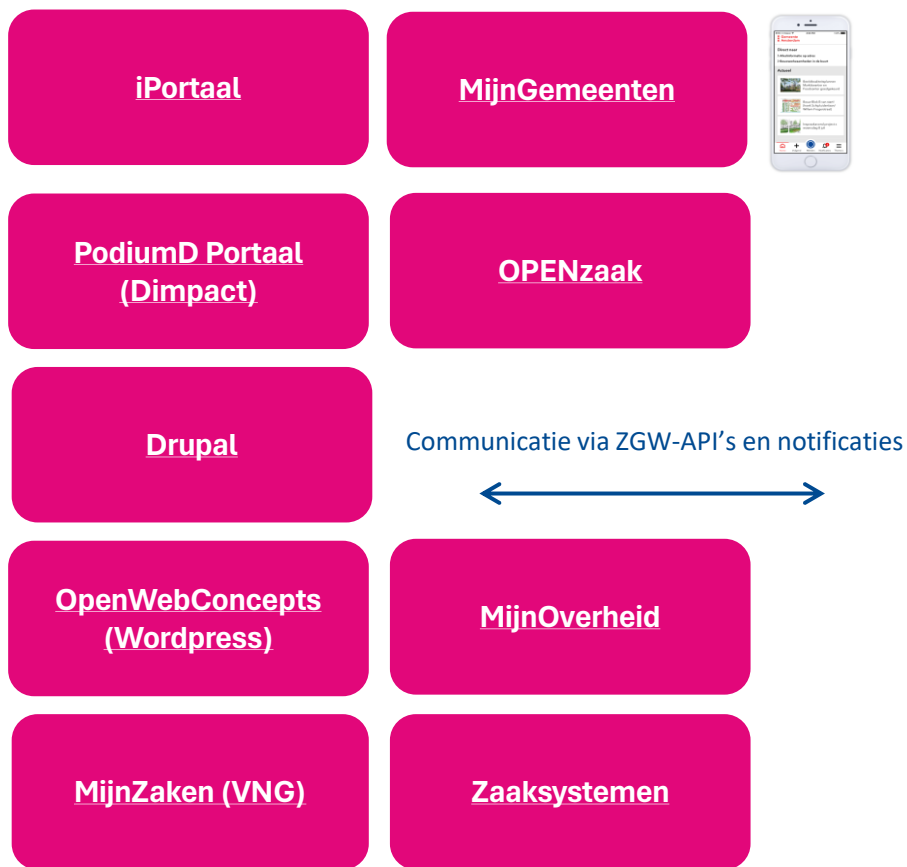 iPortaal
MijnGemeenten
PodiumD Portaal
(Dimpact)
OPENzaak
Drupal
Communicatie via ZGW-API’s en notificaties
OpenWebConcepts
(Wordpress)
MijnOverheid
MijnZaken (VNG)
Zaaksystemen